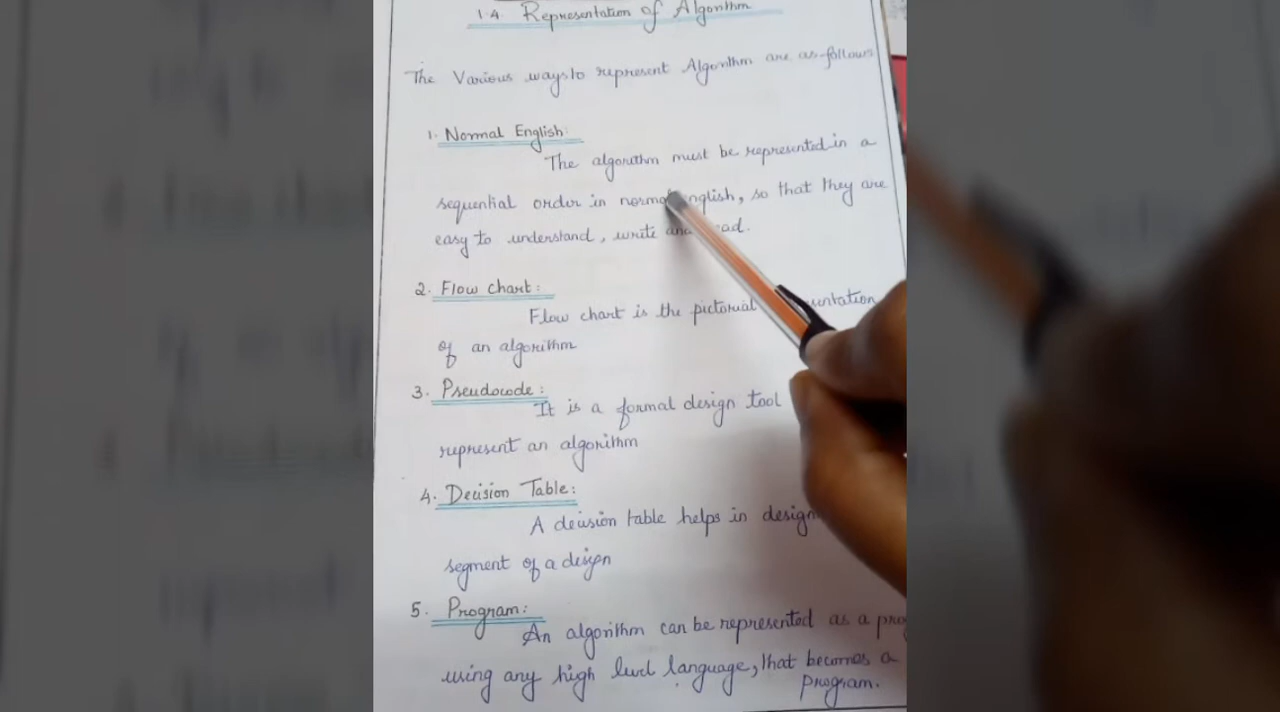 1.4. Representation of Algorithm
The Various ways to represent Algorithm are as follows
1. Normal English:
The algorithm must be represented in a
sequential order in normal english, so that they are
easy to understand, write and read.
2. Flow chart:
Flow chart is the pictorial
of an algorithm
3. Pseudocode:
It is a formal design tool
represent an algorithm
4. Decision Table:
A decision table helps in
segment of a design
5. Program:
An algorithm can be represented as a
using any high level language, that becomes a
program.